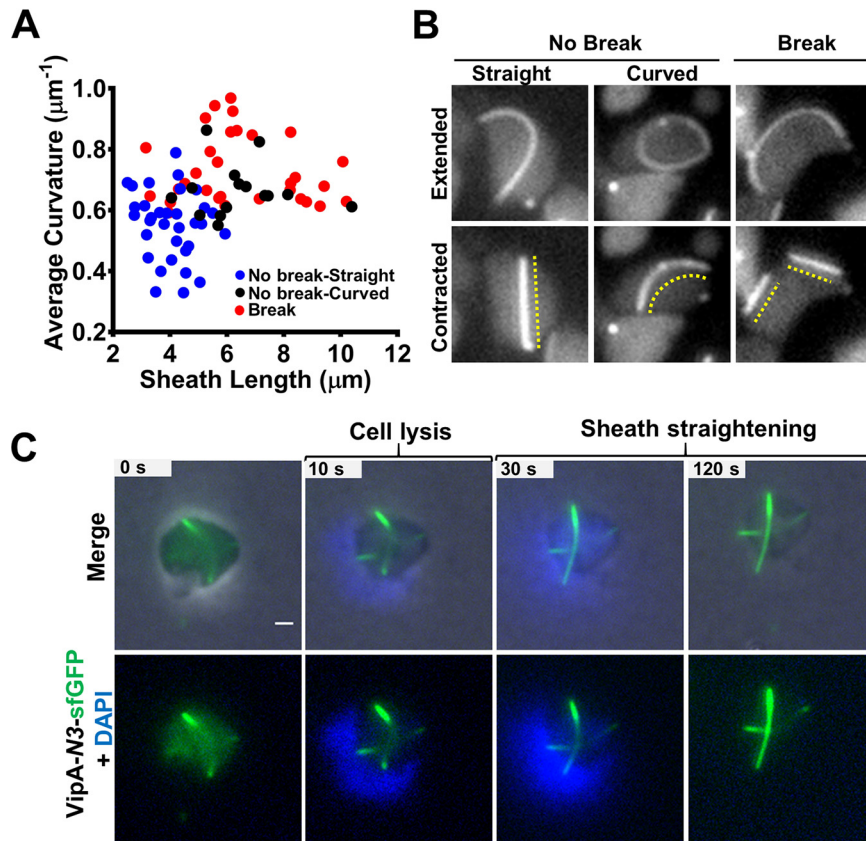 A
Average Curvature (μm⁻¹)
1.0
0.8
0.6
0.4
0.2
2
4
6
8
10
12
Sheath Length (μm)
No break-Straight
No break-Curved
Break
B
No Break
Break
Straight
Curved
Extended
Contracted
C
Cell lysis
Sheath straightening
0 s
10 s
30 s
120 s
Merge
VipA-N3-sfGFP
+ DAPI